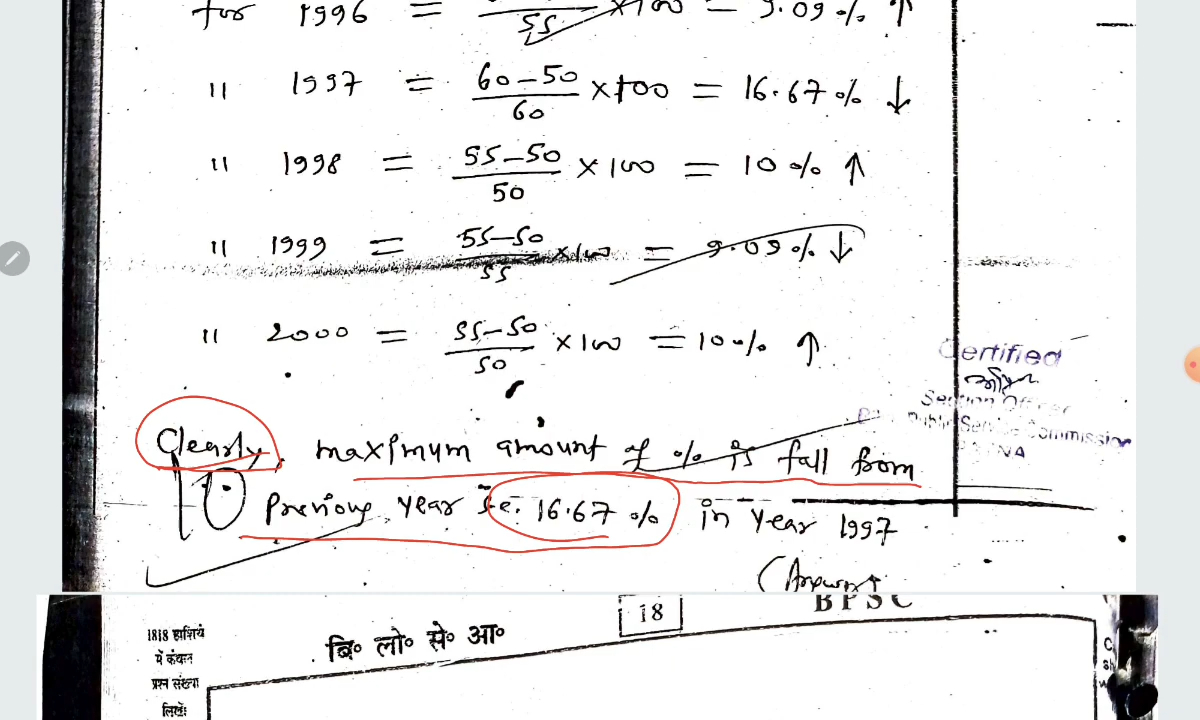 for 1996 = /55 ×100 = 9.09% ↑
" 1997 = 60-50/60 ×100 = 16.67% ↓
" 1998 = 55-50/50 ×100 = 10% ↑
" 1999 = 55-50/55 ×100 = 9.09% ↓
" 2000 = 55-50/50 ×100 = 10% ↑
Certified
Section Officer
Public Service Commission
Clearly, maximum amount of % is fall from
10
Previous year i.e. 16.67% in year 1997
(Answer)
BPSC
18
बि० लो० से० आ०
1818 हाशिये
में केवल
प्रश्न संख्या
लिखें: